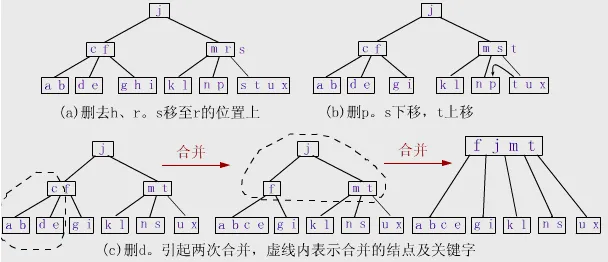 j j
c f m r s c f m s t
a b d e g h i k l n p s t u x a b d e g i k l n p t u x
(a)删去h、r。s移至r的位置上 (b)删p。s下移，t上移
j 合并 j 合并 f j m t
c f m t f m t
a b d e g i k l n s u x a b c e g i k l n s u x a b c e g i k l n s u x
(c)删d。引起两次合并，虚线内表示合并的结点及关键字